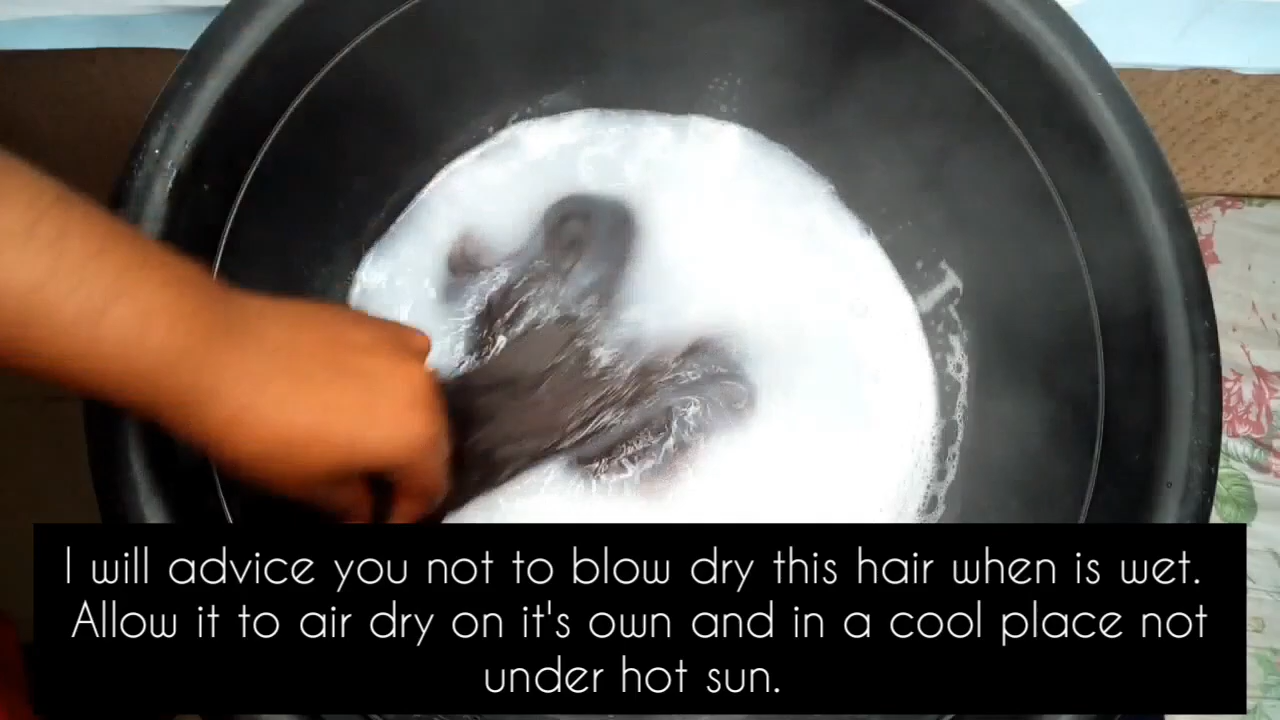 I will advice you not to blow dry this hair when is wet.
Allow it to air dry on it's own and in a cool place not
under hot sun.